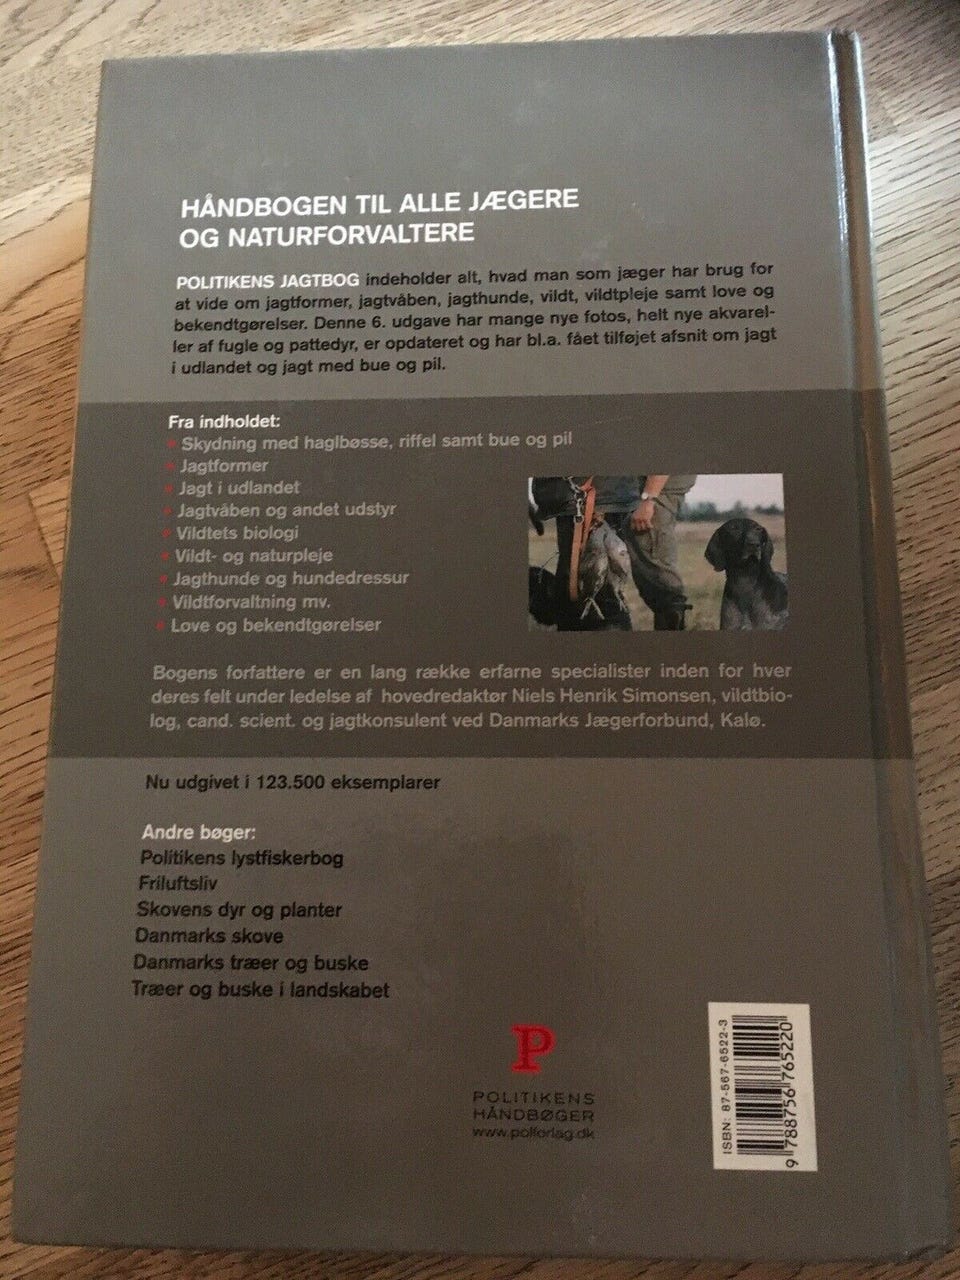 HÅNDBOGEN TIL ALLE JÆGERE
OG NATURFORVALTERE
POLITIKENS JAGTBOG indeholder alt, hvad man som jæger har brug for
at vide om jagtformer, jagtvåben, jagthunde, vildt, vildtpleje samt love og
bekendtgørelser. Denne 6. udgave har mange nye fotos, helt nye akvarel-
ler af fugle og pattedyr, er opdateret og har bl.a. fået tilføjet afsnit om jagt
i udlandet og jagt med bue og pil.
Fra indholdet:
• Skydning med haglbøsse, riffel samt bue og pil
• Jagtformer
• Jagt i udlandet
• Jagtvåben og andet udstyr
• Vildtets biologi
• Vildt- og naturpleje
• Jagthunde og hundedressur
• Vildtforvaltning mv.
• Love og bekendtgørelser
Bogens forfattere er en lang række erfarne specialister inden for hver
deres felt under ledelse af hovedredaktør Niels Henrik Simonsen, vildtbio-
log, cand. scient. og jagtkonsulent ved Danmarks Jægerforbund, Kalø.
Nu udgivet i 123.500 eksemplarer
Andre bøger:
Politikens lystfiskerbog
Friluftsliv
Skovens dyr og planter
Danmarks skove
Danmarks træer og buske
Træer og buske i landskabet
P
POLITIKENS
HÅNDBØGER
www.polforlag.dk
ISBN: 87-567-6522-3
9 788756 765220